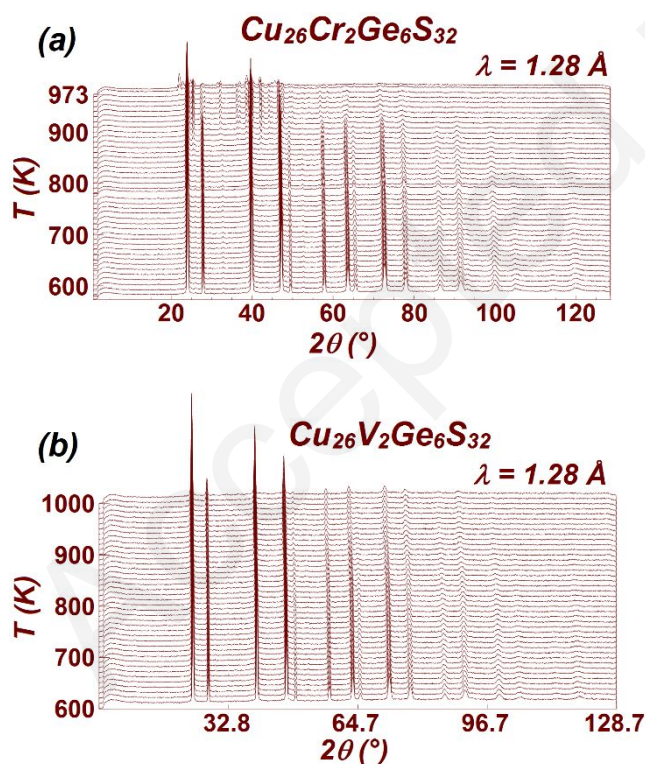 (a)
Cu26Cr2Ge6S32
λ = 1.28 Å
973
900
800
700
600
T (K)
20 40 60 80 100 120
2θ (°)
Accepted
(b)
Cu26V2Ge6S32
λ = 1.28 Å
1000
900
800
700
600
T (K)
32.8 64.7 96.7 128.7
2θ (°)